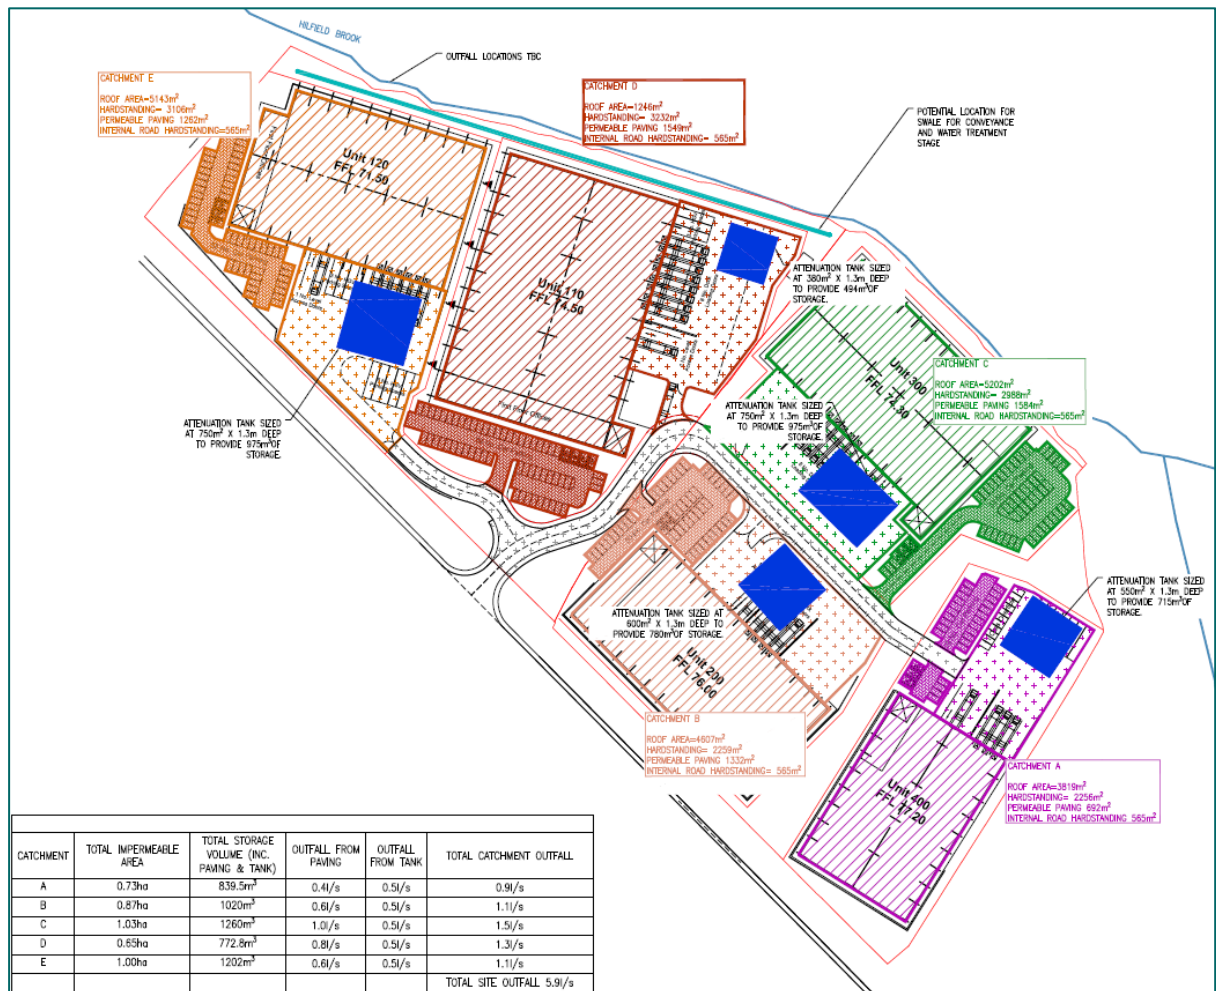 HILFIELD BROOK
OUTFALL LOCATIONS TBC
CATCHMENT E
ROOF AREA=5143m²
HARDSTANDING= 3106m²
PERMEABLE PAVING 1262m²
INTERNAL ROAD HARDSTANDING=565m²
CATCHMENT D
ROOF AREA=1246m²
HARDSTANDING= 3232m²
PERMEABLE PAVING 1549m²
INTERNAL ROAD HARDSTANDING= 565m²
POTENTIAL LOCATION FOR
SWALE FOR CONVEYANCE
AND WATER TREATMENT
STAGE
Unit 120
FFL 71.50
Unit 110
FFL 74.50
First Floor Offices
ATTENUATION TANK SIZED
AT 380m² X 1.3m DEEP
TO PROVIDE 494m³OF
STORAGE.
Unit 300
FFL 74.30
CATCHMENT C
ROOF AREA=5202m²
HARDSTANDING= 2988m²
PERMEABLE PAVING 1584m²
INTERNAL ROAD HARDSTANDING=565m²
ATTENUATION TANK SIZED
AT 750m² X 1.3m DEEP
TO PROVIDE 975m³OF
STORAGE.
ATTENUATION TANK SIZED
AT 750m² X 1.3m DEEP
TO PROVIDE 975m³OF
STORAGE.
ATTENUATION TANK SIZED
AT 550m² X 1.3m DEEP
TO PROVIDE 715m³OF
STORAGE.
ATTENUATION TANK SIZED AT
600m² X 1.3m DEEP TO
PROVIDE 780m³OF STORAGE.
Unit 200
FFL 76.00
CATCHMENT B
ROOF AREA=4607m²
HARDSTANDING= 2259m²
PERMEABLE PAVING 1332m²
INTERNAL ROAD HARDSTANDING= 565m²
Unit 400
FFL 77.20
CATCHMENT A
ROOF AREA=3819m²
HARDSTANDING= 2256m²
PERMEABLE PAVING 692m²
INTERNAL ROAD HARDSTANDING 565m²
CATCHMENT TOTAL IMPERMEABLE AREA TOTAL STORAGE VOLUME (INC. PAVING & TANK) OUTFALL FROM PAVING OUTFALL FROM TANK TOTAL CATCHMENT OUTFALL
A 0.73ha 839.5m³ 0.4l/s 0.5l/s 0.9l/s
B 0.87ha 1020m³ 0.6l/s 0.5l/s 1.1l/s
C 1.03ha 1260m³ 1.0l/s 0.5l/s 1.5l/s
D 0.65ha 772.8m³ 0.8l/s 0.5l/s 1.3l/s
E 1.00ha 1202m³ 0.6l/s 0.5l/s 1.1l/s
TOTAL SITE OUTFALL 5.9l/s